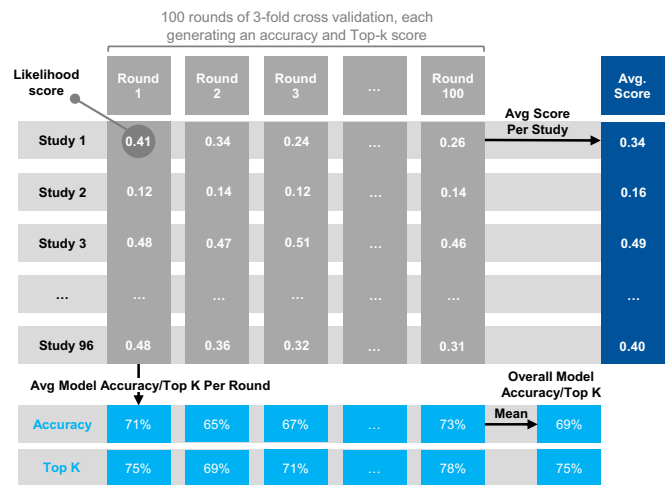 100 rounds of 3-fold cross validation, each
generating an accuracy and Top-k score
Likelihood
score
Round
1
Round
2
Round
3
...
Round
100
Avg.
Score
Avg Score
Per Study
Study 1 0.41 0.34 0.24 ... 0.26 0.34
Study 2 0.12 0.14 0.12 ... 0.14 0.16
Study 3 0.48 0.47 0.51 ... 0.46 0.49
... ... ... ... ... ... ...
Study 96 0.48 0.36 0.32 ... 0.31 0.40
Avg Model Accuracy/Top K Per Round
Overall Model
Accuracy/Top K
Accuracy 71% 65% 67% ... 73% Mean 69%
Top K 75% 69% 71% ... 78% 75%